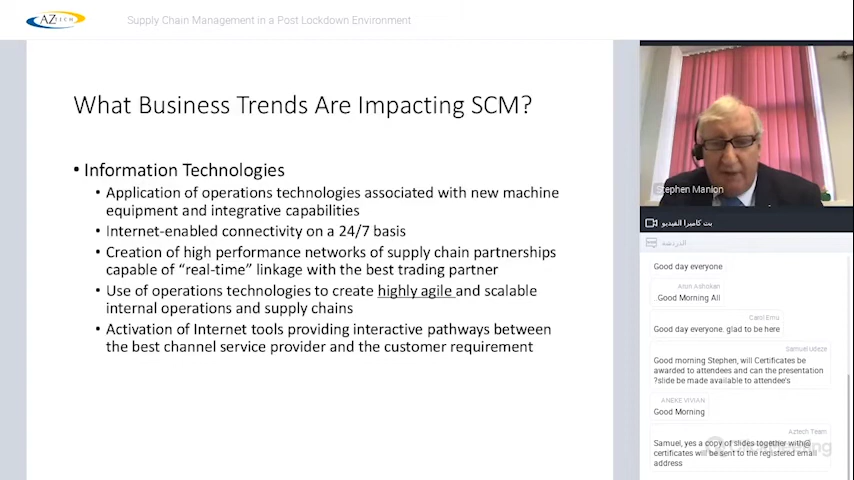 AZTECH
Supply Chain Management in a Post Lockdown Environment
What Business Trends Are Impacting SCM?
• Information Technologies
• Application of operations technologies associated with new machine
equipment and integrative capabilities
• Internet-enabled connectivity on a 24/7 basis
• Creation of high performance networks of supply chain partnerships
capable of “real-time” linkage with the best trading partner
• Use of operations technologies to create highly agile and scalable
internal operations and supply chains
• Activation of Internet tools providing interactive pathways between
the best channel service provider and the customer requirement
Stephen Manion
بث كاميرا الفيديو
الدردشة
Good day everyone
Arun Ashokan
..Good Morning All
Carol Emu
Good day everyone. glad to be here
Samuel Udeze
Good morning Stephen, will Certificates be
awarded to attendees and can the presentation
?slide be made available to attendee's
ANEKE VIVIAN
Good Morning
Aztech Team
Samuel, yes a copy of slides together with@
certificates will be sent to the registered email
address